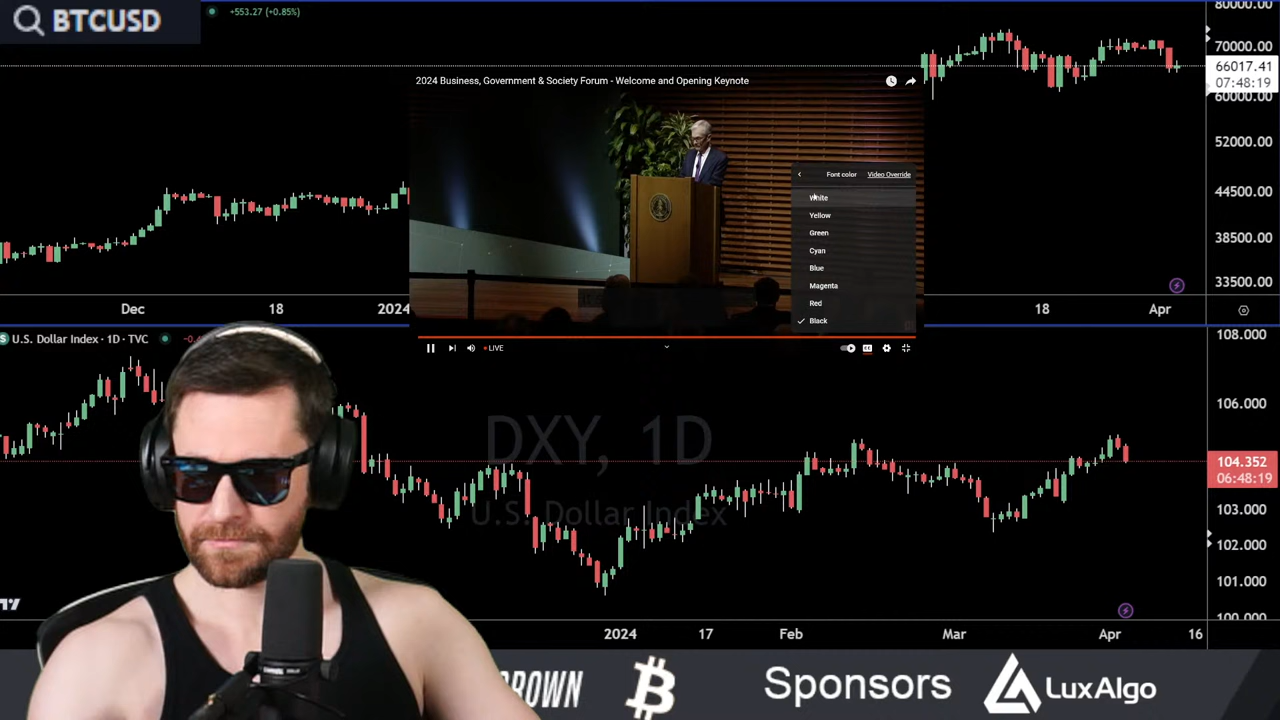 BTCUSD
+553.27 (+0.85%)
80000.00
70000.00
66017.41
07:48:19
60000.00
52000.00
44500.00
38500.00
33500.00
2024 Business, Government & Society Forum - Welcome and Opening Keynote
Font color
Video Override
White
Yellow
Green
Cyan
Blue
Magenta
Red
Black
LIVE
Dec
18
2024
18
Apr
U.S. Dollar Index · 1D · TVC
108.000
106.000
104.352
06:48:19
103.000
102.000
101.000
100.000
DXY, 1D
U.S. Dollar Index
2024
17
Feb
Mar
Apr
16
Sponsors
LuxAlgo